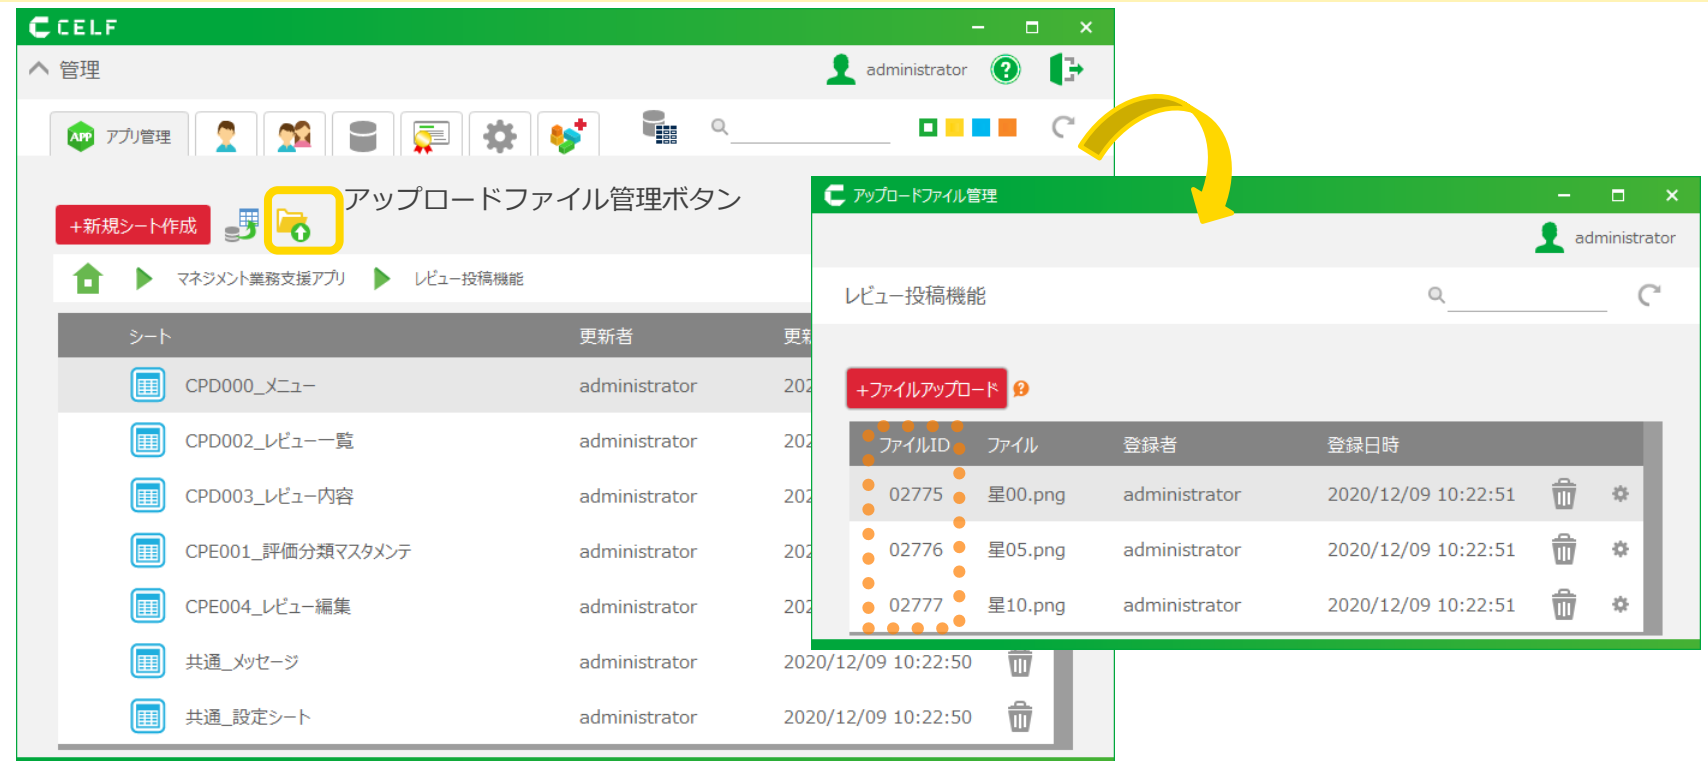 CELF
管理
administrator
APP アプリ管理
アップロードファイル管理ボタン
+新規シート作成
マネジメント業務支援アプリ
レビュー投稿機能
シート 更新者
CPD000_メニュー administrator 202
CPD002_レビュー一覧 administrator 202
CPD003_レビュー内容 administrator 202
CPE001_評価分類マスタメンテ administrator 202
CPE004_レビュー編集 administrator 202
共通_メッセージ administrator 2020/12/09 10:22:50
共通_設定シート administrator 2020/12/09 10:22:50
アップロードファイル管理
administrator
レビュー投稿機能
+ファイルアップロード
ファイルID ファイル 登録者 登録日時
02775 星00.png administrator 2020/12/09 10:22:51
02776 星05.png administrator 2020/12/09 10:22:51
02777 星10.png administrator 2020/12/09 10:22:51